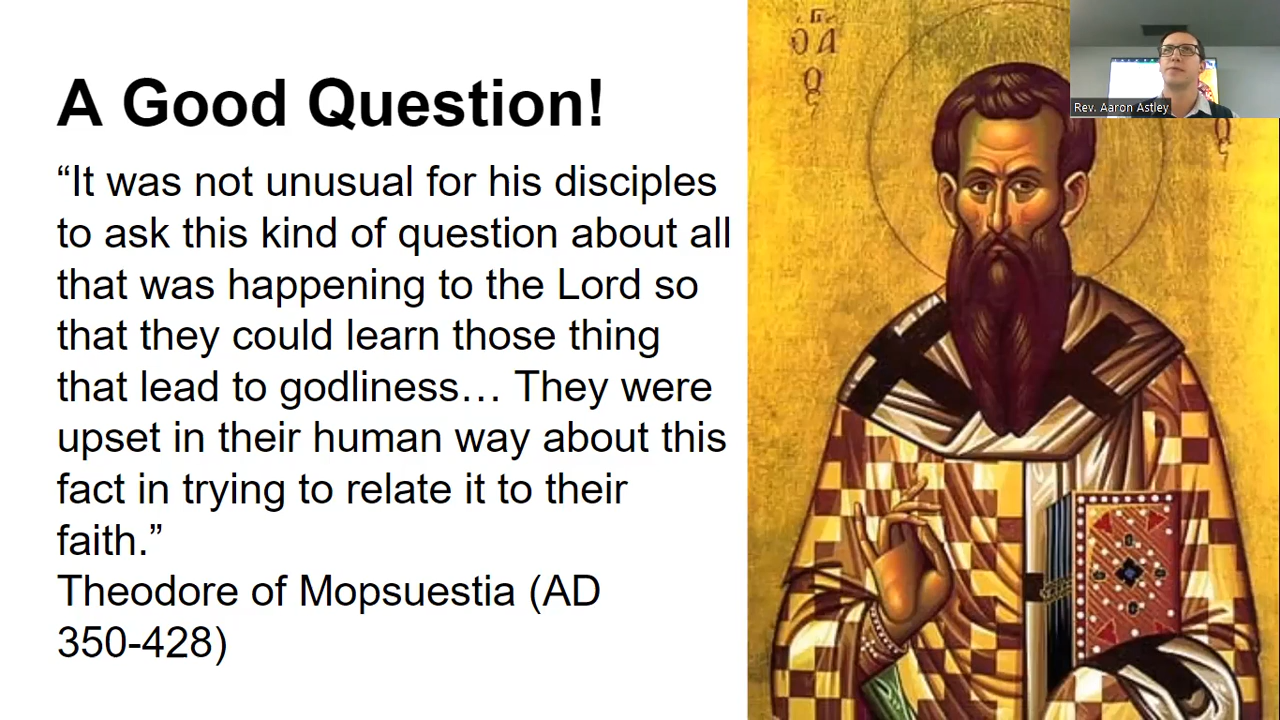 A Good Question!
“It was not unusual for his disciples
to ask this kind of question about all
that was happening to the Lord so
that they could learn those thing
that lead to godliness… They were
upset in their human way about this
fact in trying to relate it to their
faith.”
Theodore of Mopsuestia (AD
350-428)
Rev. Aaron Astley